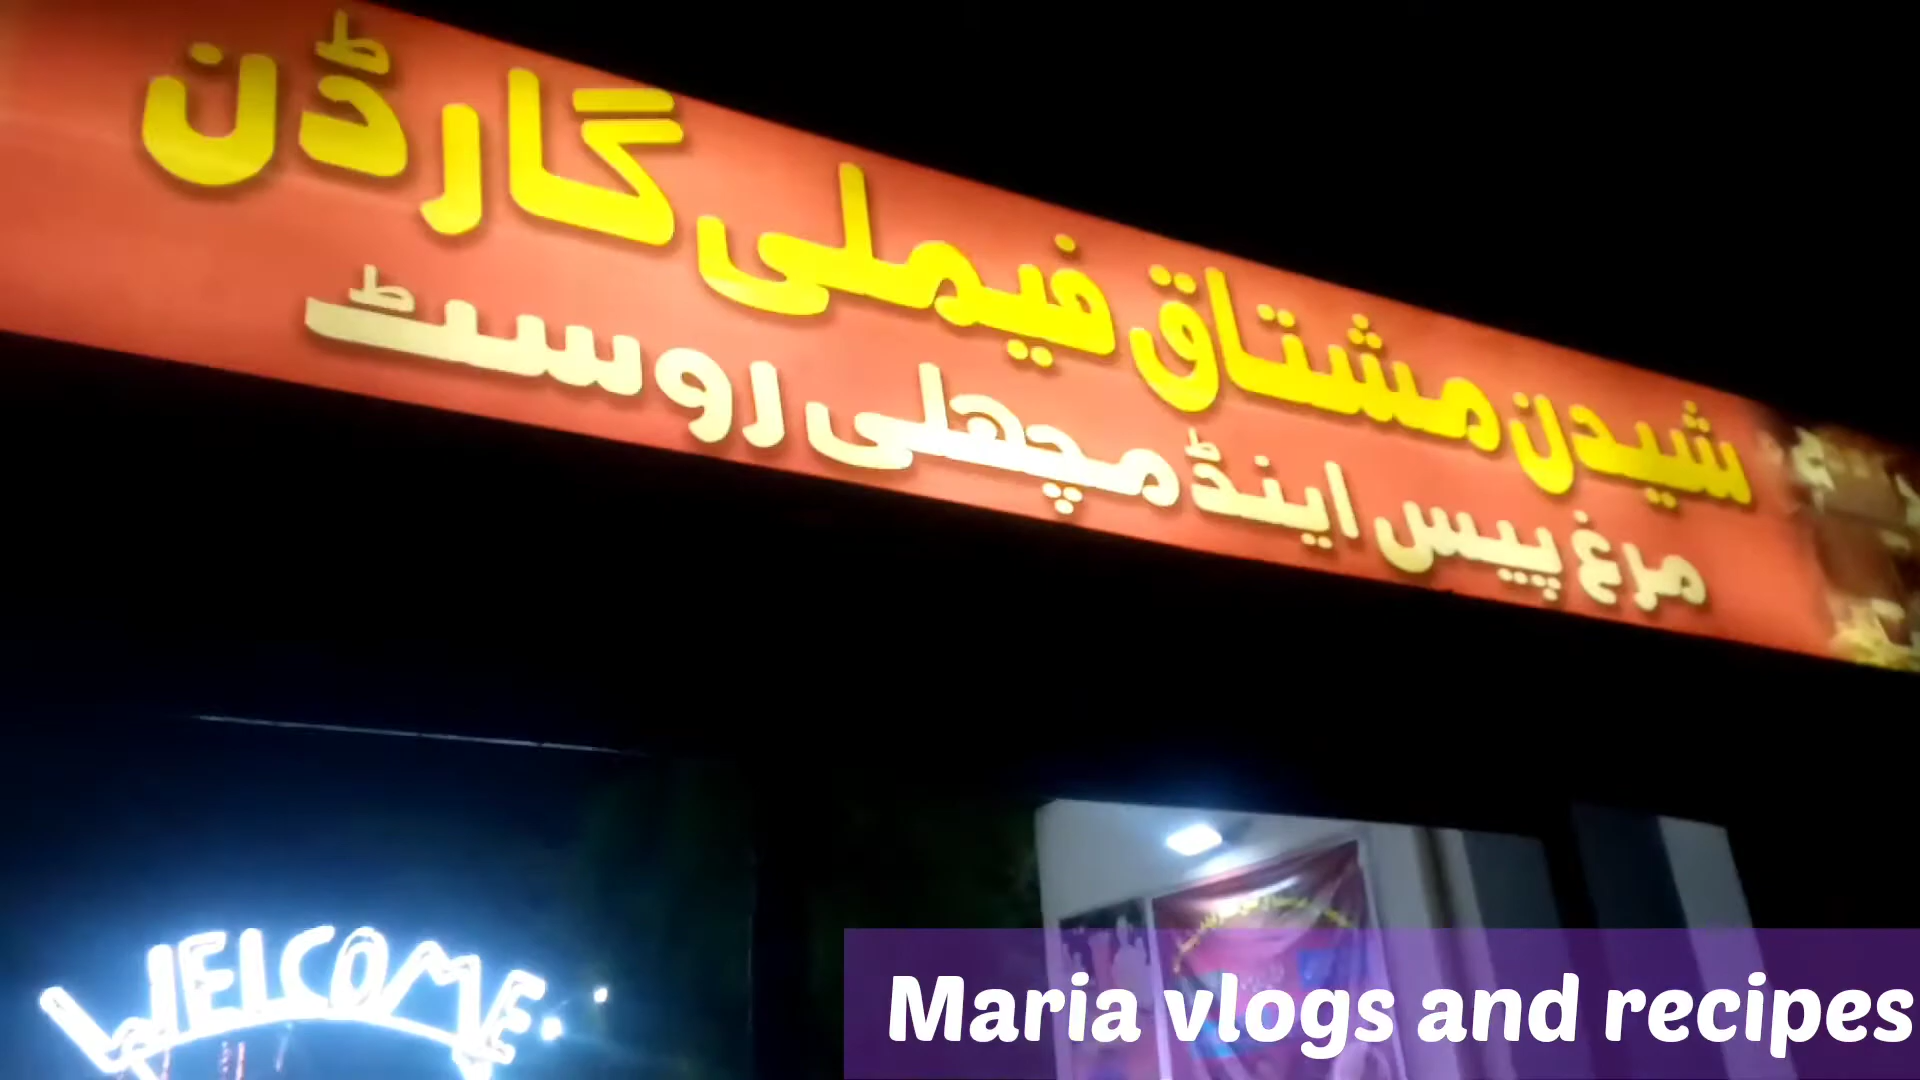 شیدن مشتاق فیملی گارڈن
مرغ پیس اینڈ مچھلی روسٹ
WELCOME
Maria vlogs and recipes